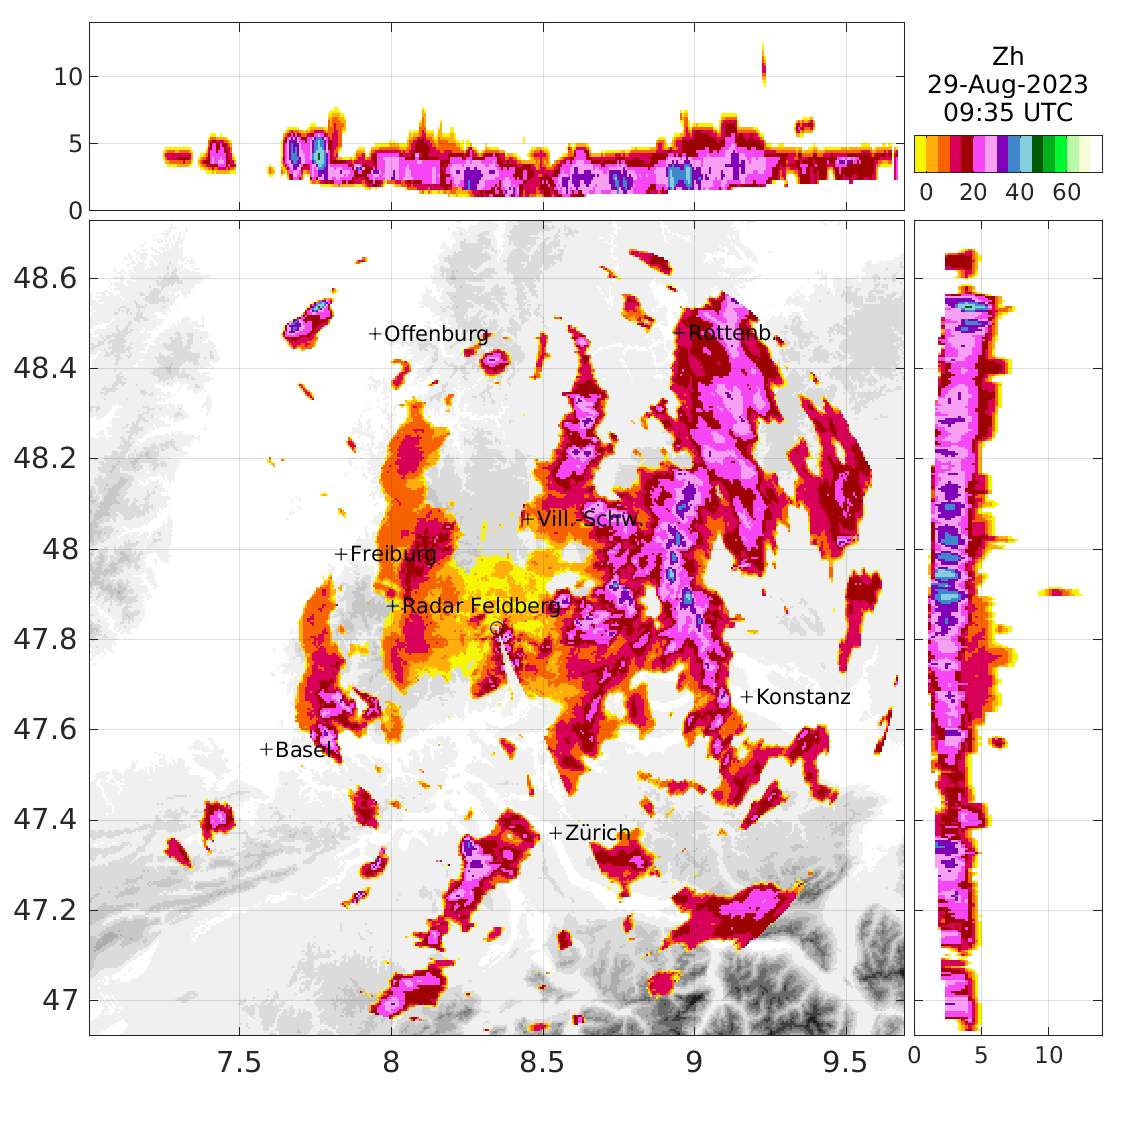 10
5
0
Zh
29-Aug-2023
09:35 UTC
0 20 40 60
48.6
48.4
48.2
48
47.8
47.6
47.4
47.2
47
+Offenburg
+Rottenb.
+Vill.-Schw.
+Freiburg
+Radar Feldberg
+Konstanz
+Basel
+Zürich
7.5 8 8.5 9 9.5
0 5 10